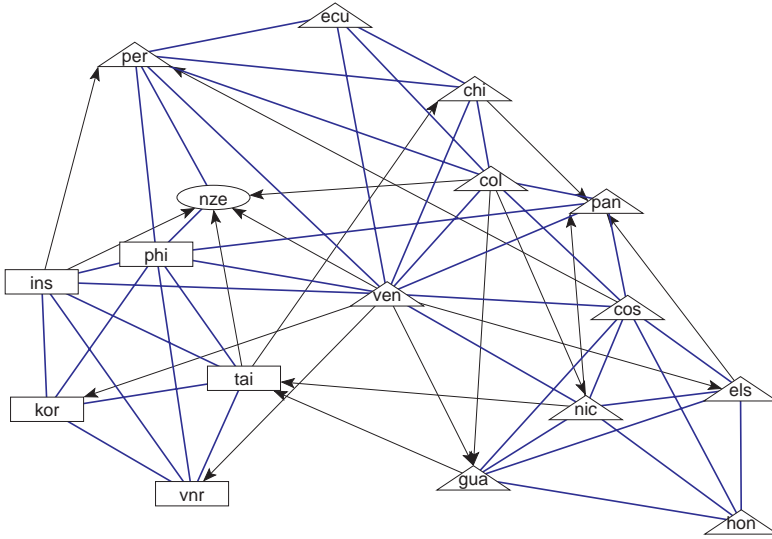 ecu
per
chi
col
nze
pan
phi
ins
ven
cos
tai
els
kor
nic
gua
vnr
hon